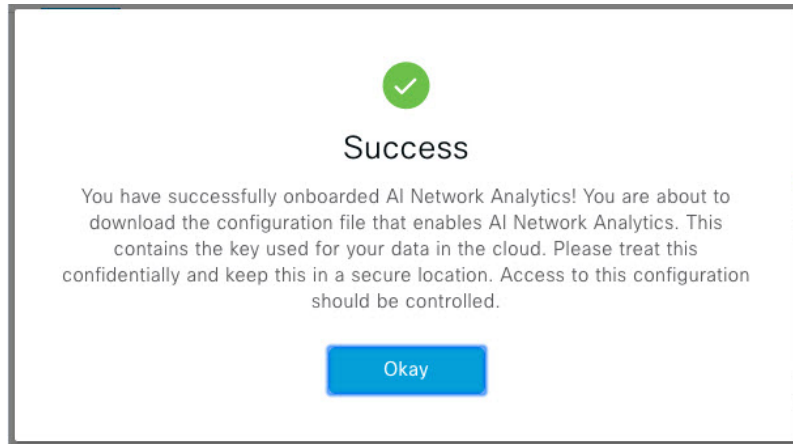 Success
You have successfully onboarded AI Network Analytics! You are about to
download the configuration file that enables AI Network Analytics. This
contains the key used for your data in the cloud. Please treat this
confidentially and keep this in a secure location. Access to this configuration
should be controlled.
Okay